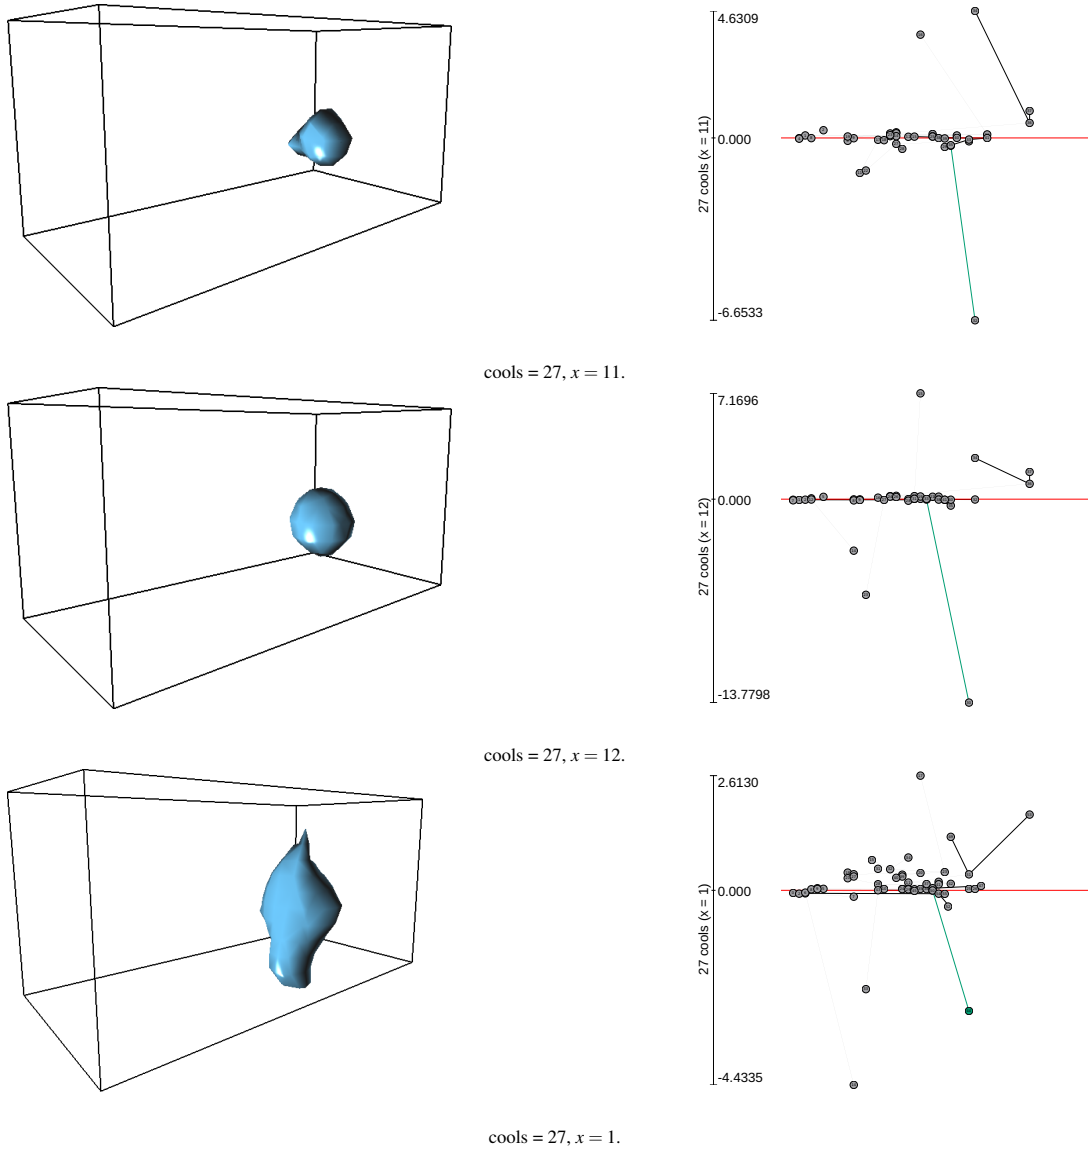 4.6309
27 cools (x = 11)
0.000
-6.6533
cools = 27, x = 11.
7.1696
27 cools (x = 12)
0.000
-13.7798
cools = 27, x = 12.
2.6130
27 cools (x = 1)
0.000
-4.4335
cools = 27, x = 1.